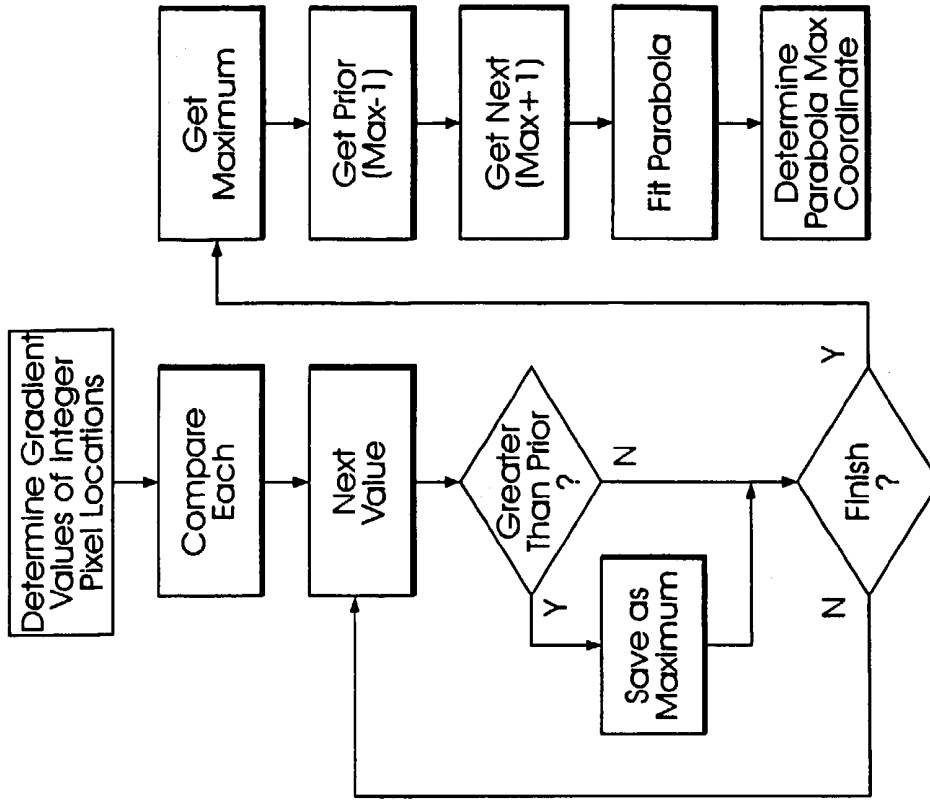 Determine Gradient
Values of Integer
Pixel Locations
Compare
Each
Next
Value
Greater
Than Prior
?
Y
N
Save as
Maximum
Finish
?
N
Y
Get
Maximum
Get Prior
(Max-1)
Get Next
(Max+1)
Fit Parabola
Determine
Parabola Max
Coordinate